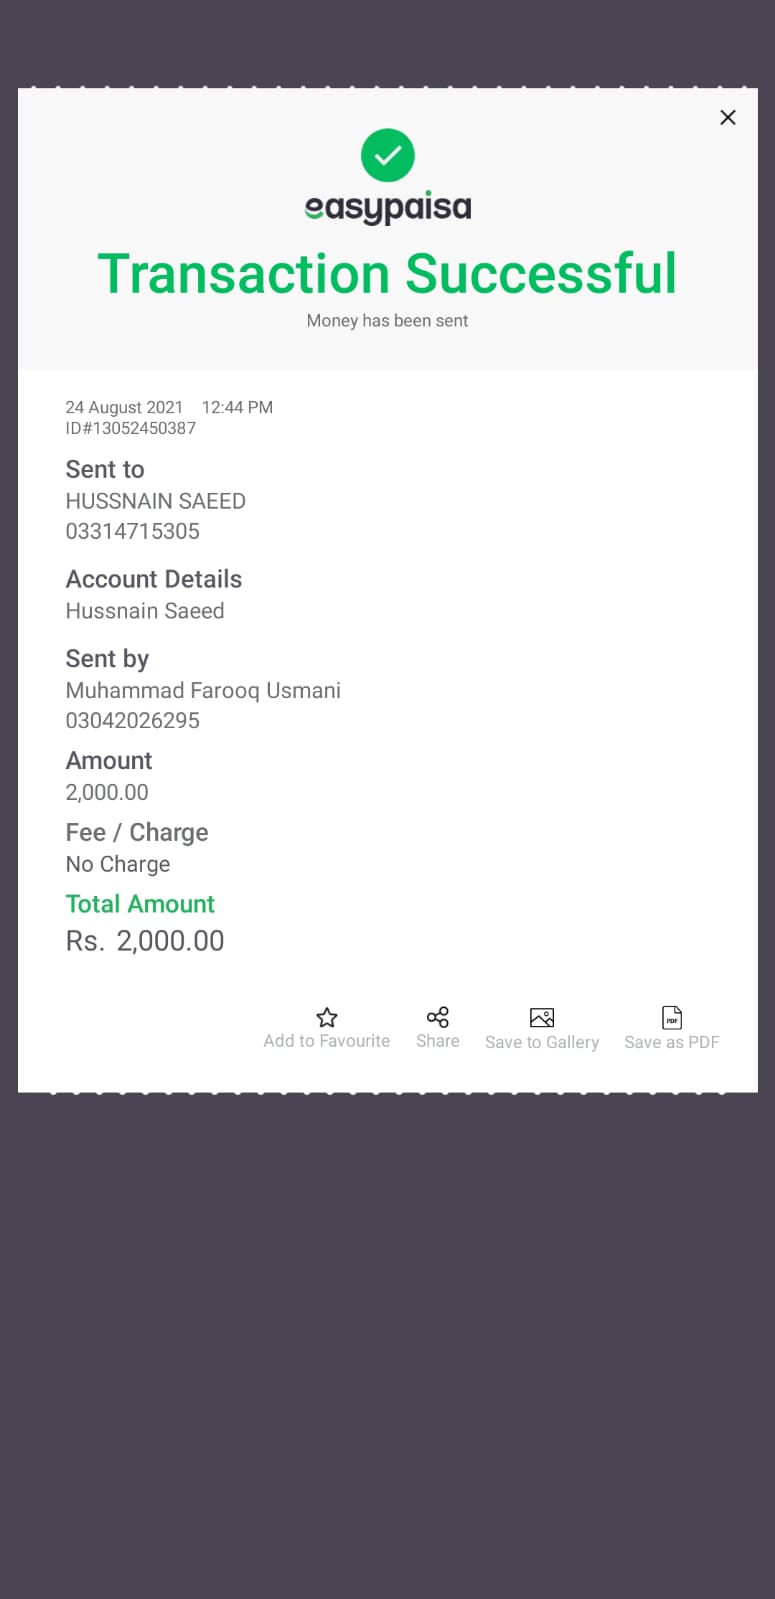 easypaisa
Transaction Successful
Money has been sent
24 August 2021 12:44 PM
ID#13052450387
Sent to
HUSSNAIN SAEED
03314715305
Account Details
Hussnain Saeed
Sent by
Muhammad Farooq Usmani
03042026295
Amount
2,000.00
Fee / Charge
No Charge
Total Amount
Rs. 2,000.00
PDF
Add to Favourite Share Save to Gallery Save as PDF